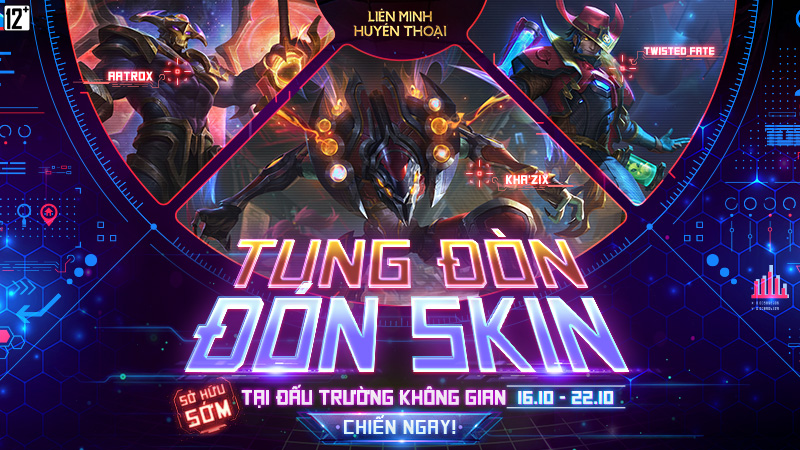 12+
LIÊN MINH
HUYỀN THOẠI
AATROX
TWISTED FATE
KHA'ZIX
TUNG ĐÒN
ĐÓN SKIN
SỞ HỮU
SỚM
TẠI ĐẤU TRƯỜNG KHÔNG GIAN 16.10 - 22.10
CHIẾN NGAY!